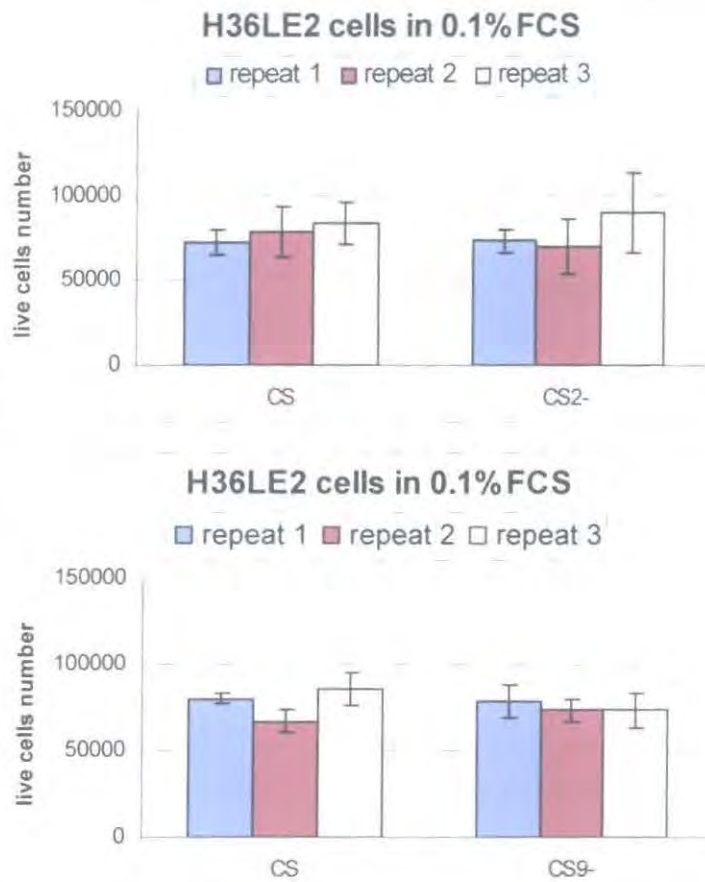 H36LE2 cells in 0.1% FCS
repeat 1 repeat 2 repeat 3
live cells number
150000
100000
50000
0
CS CS2-
H36LE2 cells in 0.1% FCS
repeat 1 repeat 2 repeat 3
live cells number
150000
100000
50000
0
CS CS9-